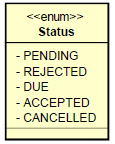 <<enum>>
Status
- PENDING
- REJECTED
- DUE
- ACCEPTED
- CANCELLED